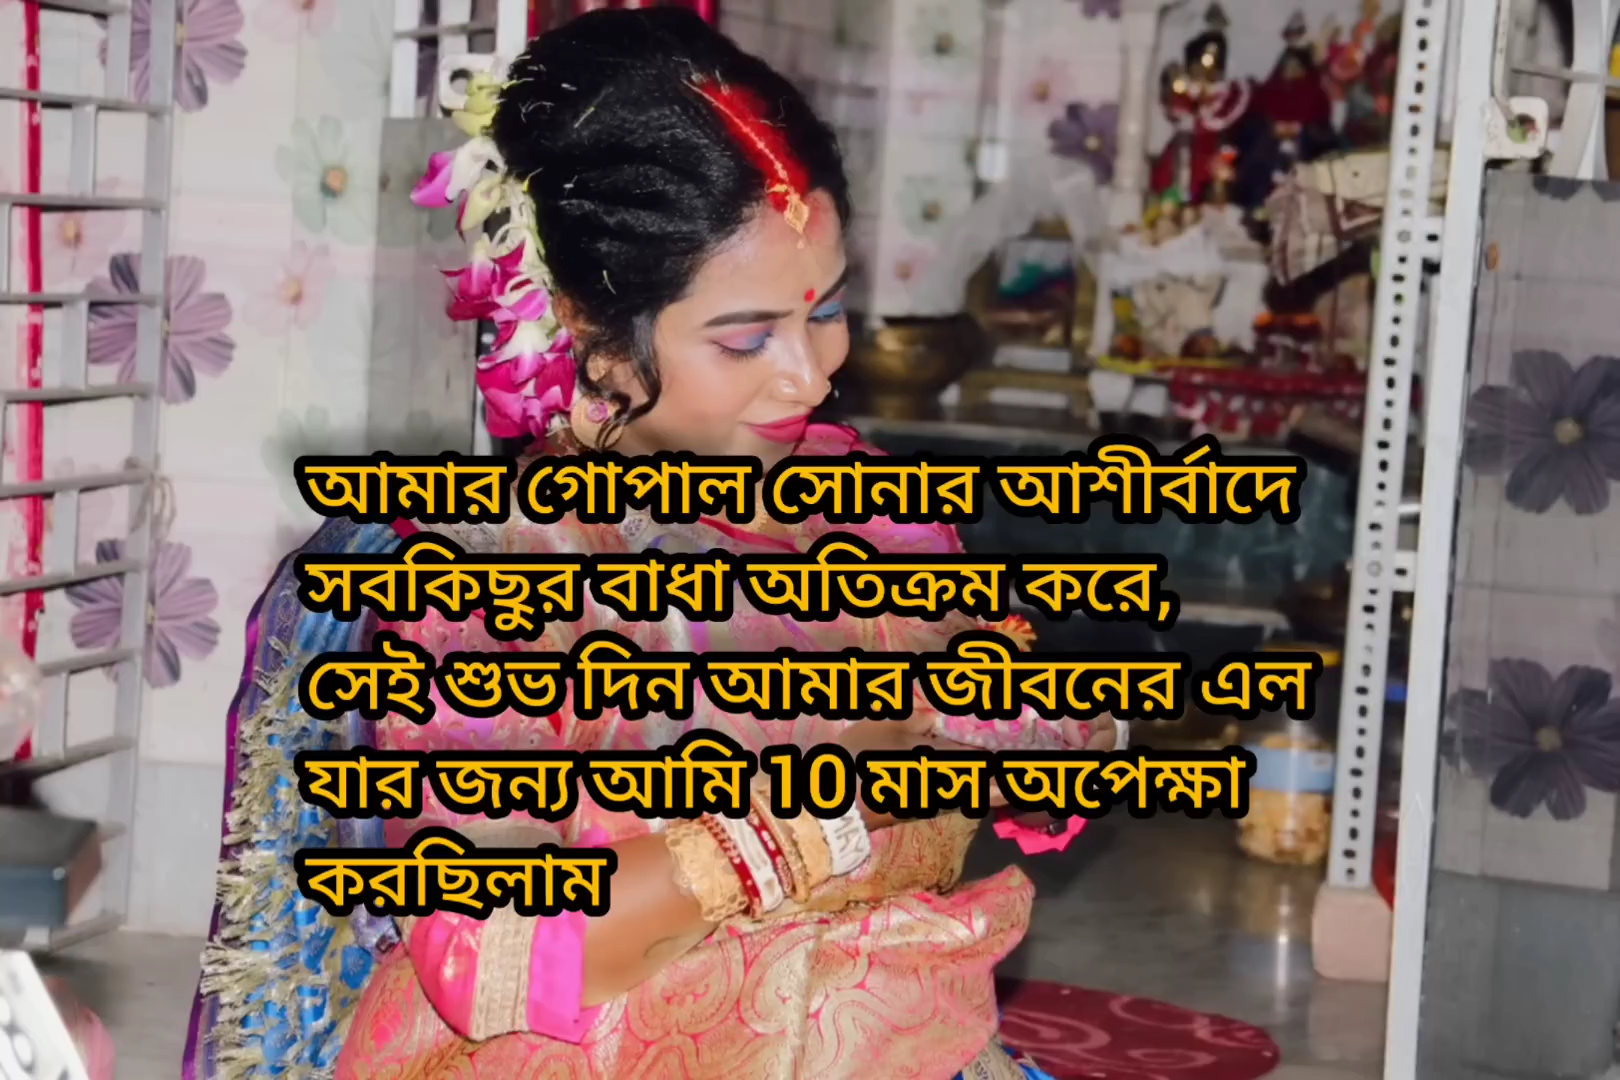 আমার গোপাল সোনার আশীর্বাদে
সবকিছুর বাধা অতিক্রম করে,
সেই শুভ দিন আমার জীবনের এল
যার জন্য আমি 10 মাস অপেক্ষা
করছিলাম